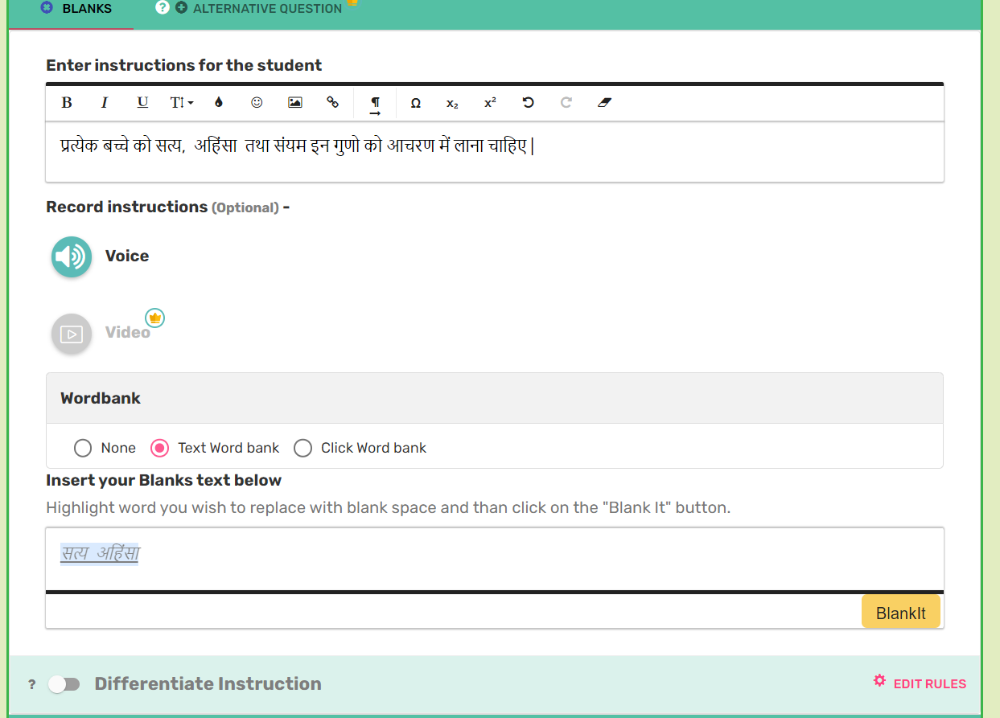 BLANKS
? ALTERNATIVE QUESTION
Enter instructions for the student
B I U T Ω x₂ x²
प्रत्येक बच्चे को सत्य, अहिंसा तथा संयम इन गुणो को आचरण में लाना चाहिए|
Record instructions (Optional) -
Voice
Video
Wordbank
None Text Word bank Click Word bank
Insert your Blanks text below
Highlight word you wish to replace with blank space and than click on the "Blank It" button.
सत्य अहिंसा
BlankIt
? Differentiate Instruction EDIT RULES